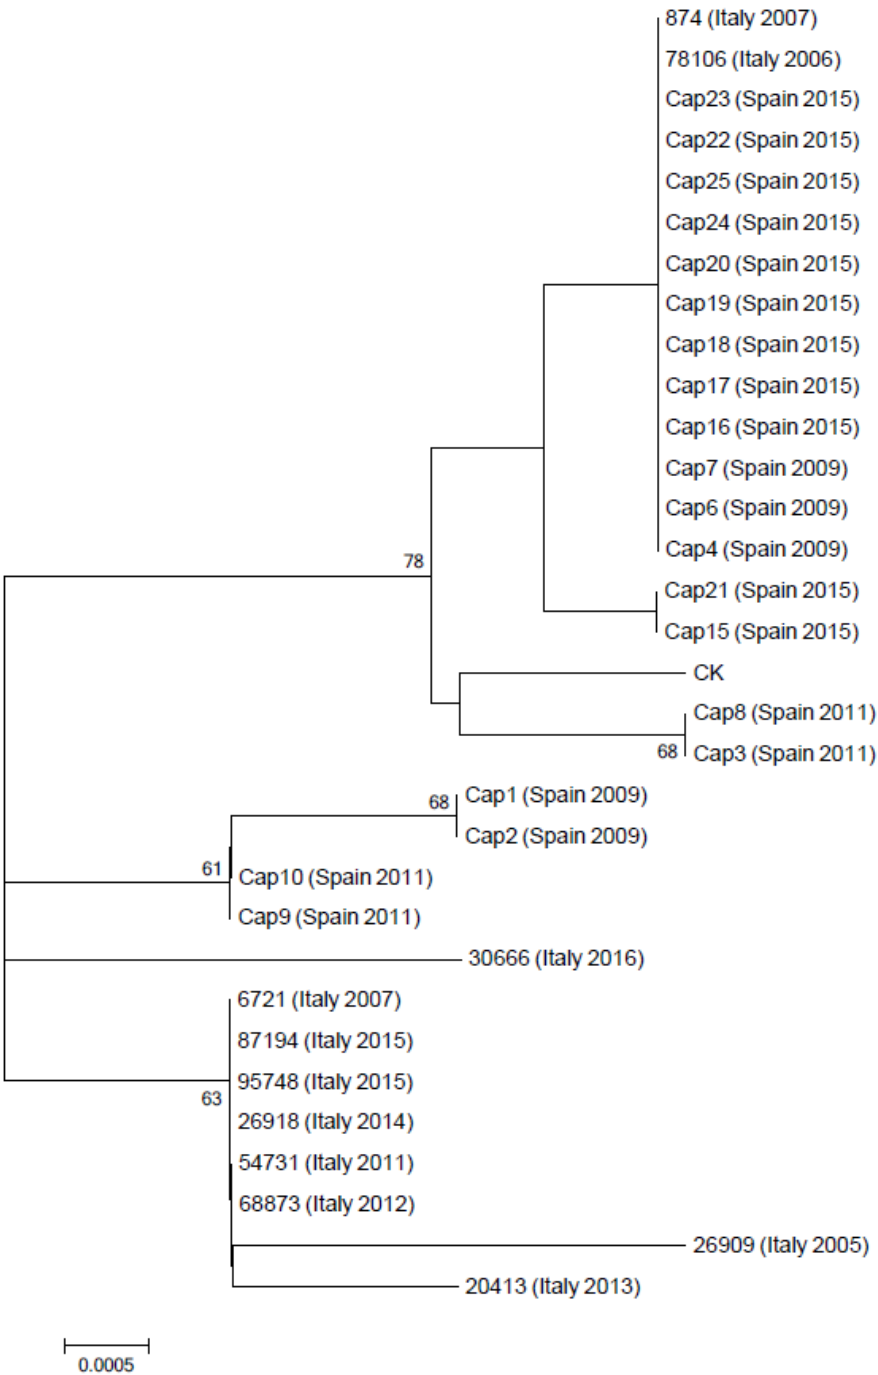 874 (Italy 2007)
78106 (Italy 2006)
Cap23 (Spain 2015)
Cap22 (Spain 2015)
Cap25 (Spain 2015)
Cap24 (Spain 2015)
Cap20 (Spain 2015)
Cap19 (Spain 2015)
Cap18 (Spain 2015)
Cap17 (Spain 2015)
Cap16 (Spain 2015)
Cap7 (Spain 2009)
Cap6 (Spain 2009)
Cap4 (Spain 2009)
78
Cap21 (Spain 2015)
Cap15 (Spain 2015)
CK
Cap8 (Spain 2011)
68 Cap3 (Spain 2011)
68 Cap1 (Spain 2009)
Cap2 (Spain 2009)
61 Cap10 (Spain 2011)
Cap9 (Spain 2011)
30666 (Italy 2016)
6721 (Italy 2007)
87194 (Italy 2015)
95748 (Italy 2015)
63
26918 (Italy 2014)
54731 (Italy 2011)
68873 (Italy 2012)
26909 (Italy 2005)
20413 (Italy 2013)
0.0005